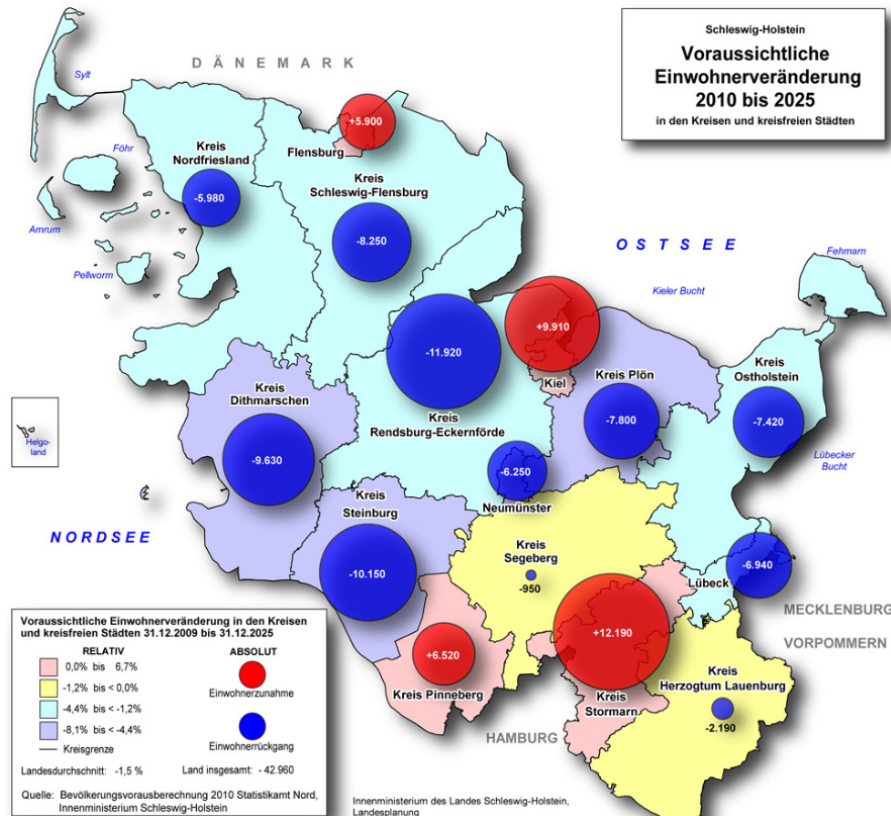 Schleswig-Holstein
Voraussichtliche
Einwohnerveränderung
2010 bis 2025
in den Kreisen und kreisfreien Städten
DÄNEMARK
Sylt
Föhr
Amrum
Pellworm
Kreis
Nordfriesland
-5.980
+5.900
Flensburg
Kreis
Schleswig-Flensburg
-8.250
OSTSEE
Kieler Bucht
Fehmarn
+9.910
Kiel
-11.920
Kreis
Rendsburg-Eckernförde
Kreis Plön
-7.800
Kreis
Ostholstein
-7.420
Lübecker
Bucht
Kreis
Dithmarschen
-9.630
Helgo-
land
NORDSEE
-6.250
Neumünster
Kreis
Steinburg
-10.150
Kreis
Segeberg
-950
Lübeck
-6.940
MECKLENBURG
VORPOMMERN
+6.520
Kreis Pinneberg
+12.190
Kreis
Stormarn
Kreis
Herzogtum Lauenburg
-2.190
HAMBURG
Voraussichtliche Einwohnerveränderung in den Kreisen
und kreisfreien Städten 31.12.2009 bis 31.12.2025
RELATIV
0,0% bis 6,7%
-1,2% bis < 0,0%
-4,4% bis < -1,2%
-8,1% bis < -4,4%
Kreisgrenze
ABSOLUT
Einwohnerzunahme
Einwohnerrückgang
Landesdurchschnitt: -1,5 % Land insgesamt: - 42.960
Quelle: Bevölkerungsvorausberechnung 2010 Statistikamt Nord,
Innenministerium Schleswig-Holstein
Innenministerium des Landes Schleswig-Holstein,
Landesplanung